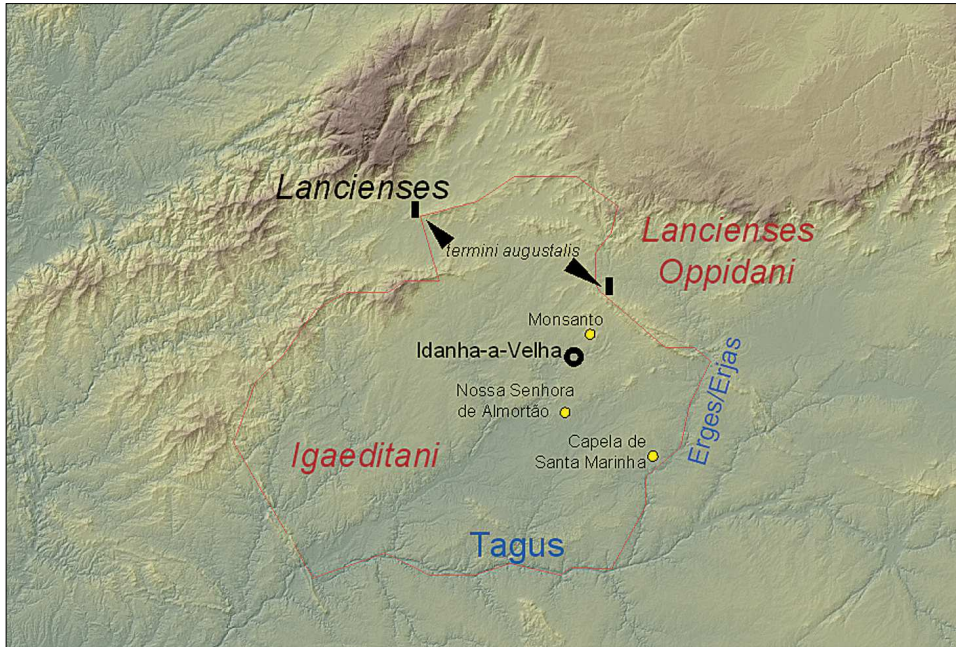 Lancienses
termini augustalis
Lancienses
Oppidani
Monsanto
Idanha-a-Velha
Nossa Senhora
de Almortão
Capela de
Santa Marinha
Igaeditani
Erges/Erjas
Tagus